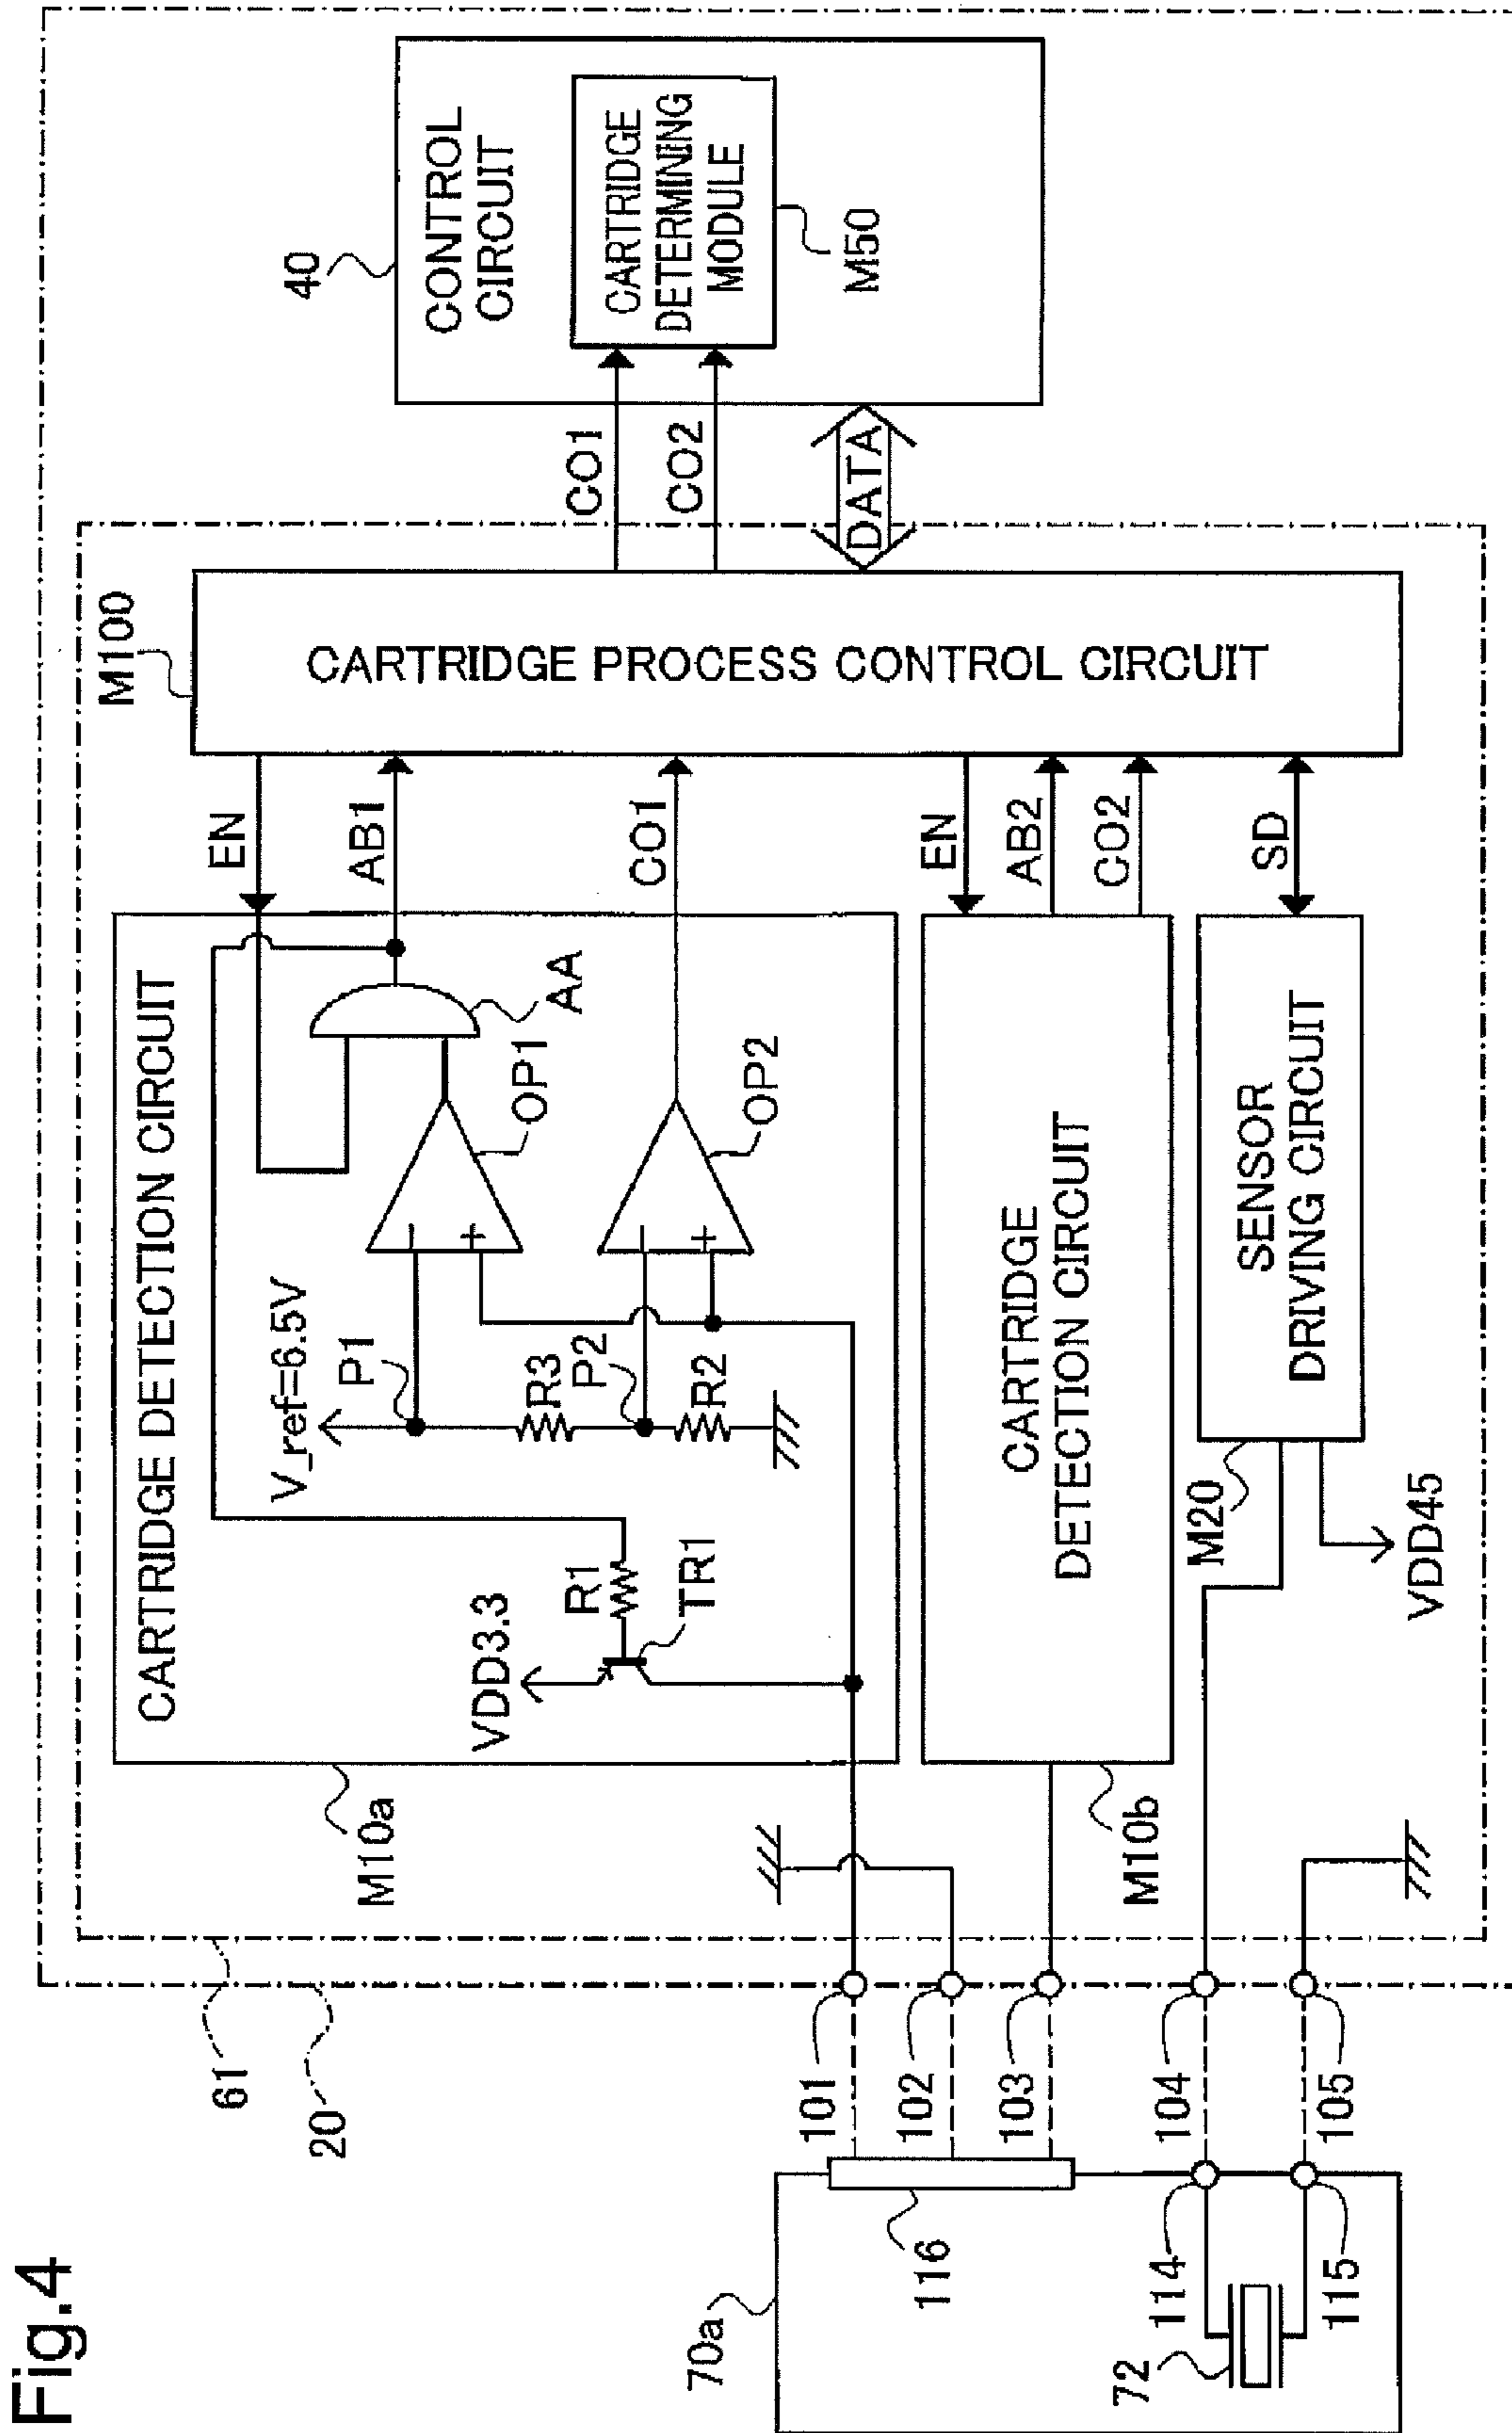 Fig.4
20
61
40
CONTROL
CIRCUIT
CARTRIDGE
DETERMINING
MODULE
M50
CO1
CO2
DATA
M100
CARTRIDGE PROCESS CONTROL CIRCUIT
EN
AB1
CO1
EN
AB2
CO2
SD
CARTRIDGE DETECTION CIRCUIT
M10a
VDD3.3
R1
TR1
V_ref=6.5V
P1
R3
P2
R2
−
+
OP1
−
+
OP2
AA
CARTRIDGE
DETECTION CIRCUIT
M10b
SENSOR
DRIVING CIRCUIT
M20
VDD45
101
102
103
104
105
70a
116
114
115
72